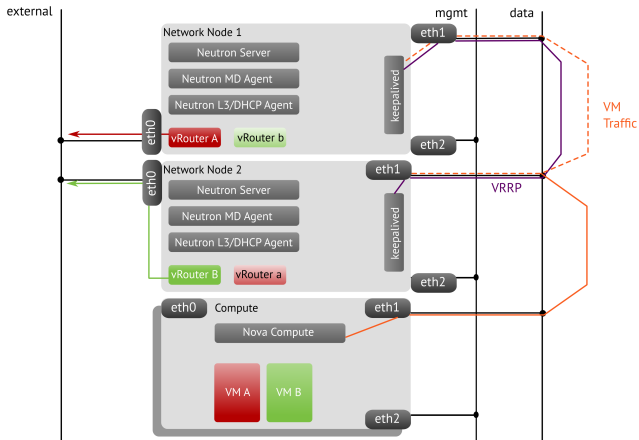 external
mgmt
data
Network Node 1
eth1
Neutron Server
Neutron MD Agent
Neutron L3/DHCP Agent
keepalived
eth0
vRouter A
vRouter b
eth2
VM
Traffic
Network Node 2
eth1
eth0
Neutron Server
Neutron MD Agent
Neutron L3/DHCP Agent
keepalived
VRRP
vRouter B
vRouter a
eth2
eth0
Compute
eth1
Nova Compute
VM A
VM B
eth2